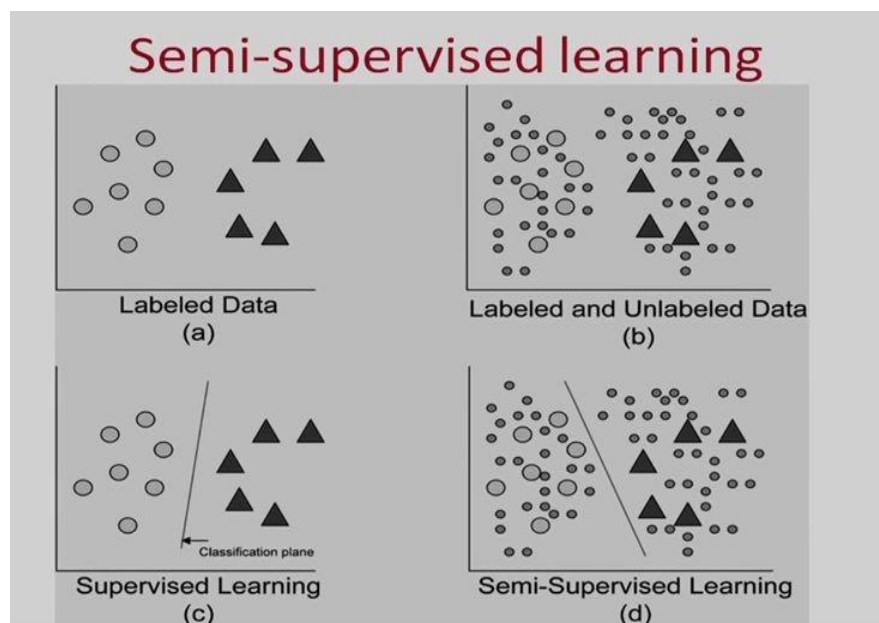 Semi-supervised learning
Labeled Data
(a)
Labeled and Unlabeled Data
(b)
Classification plane
Supervised Learning
(c)
Semi-Supervised Learning
(d)